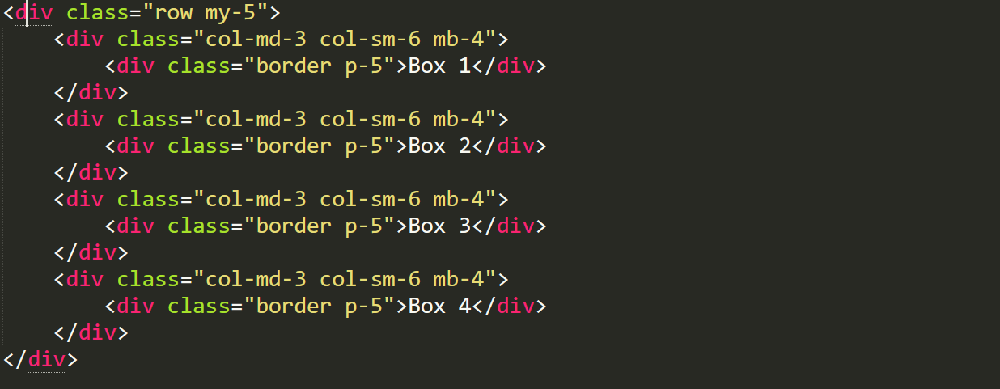 <div class="row my-5">
    <div class="col-md-3 col-sm-6 mb-4">
        <div class="border p-5">Box 1</div>
    </div>
    <div class="col-md-3 col-sm-6 mb-4">
        <div class="border p-5">Box 2</div>
    </div>
    <div class="col-md-3 col-sm-6 mb-4">
        <div class="border p-5">Box 3</div>
    </div>
    <div class="col-md-3 col-sm-6 mb-4">
        <div class="border p-5">Box 4</div>
    </div>
</div>